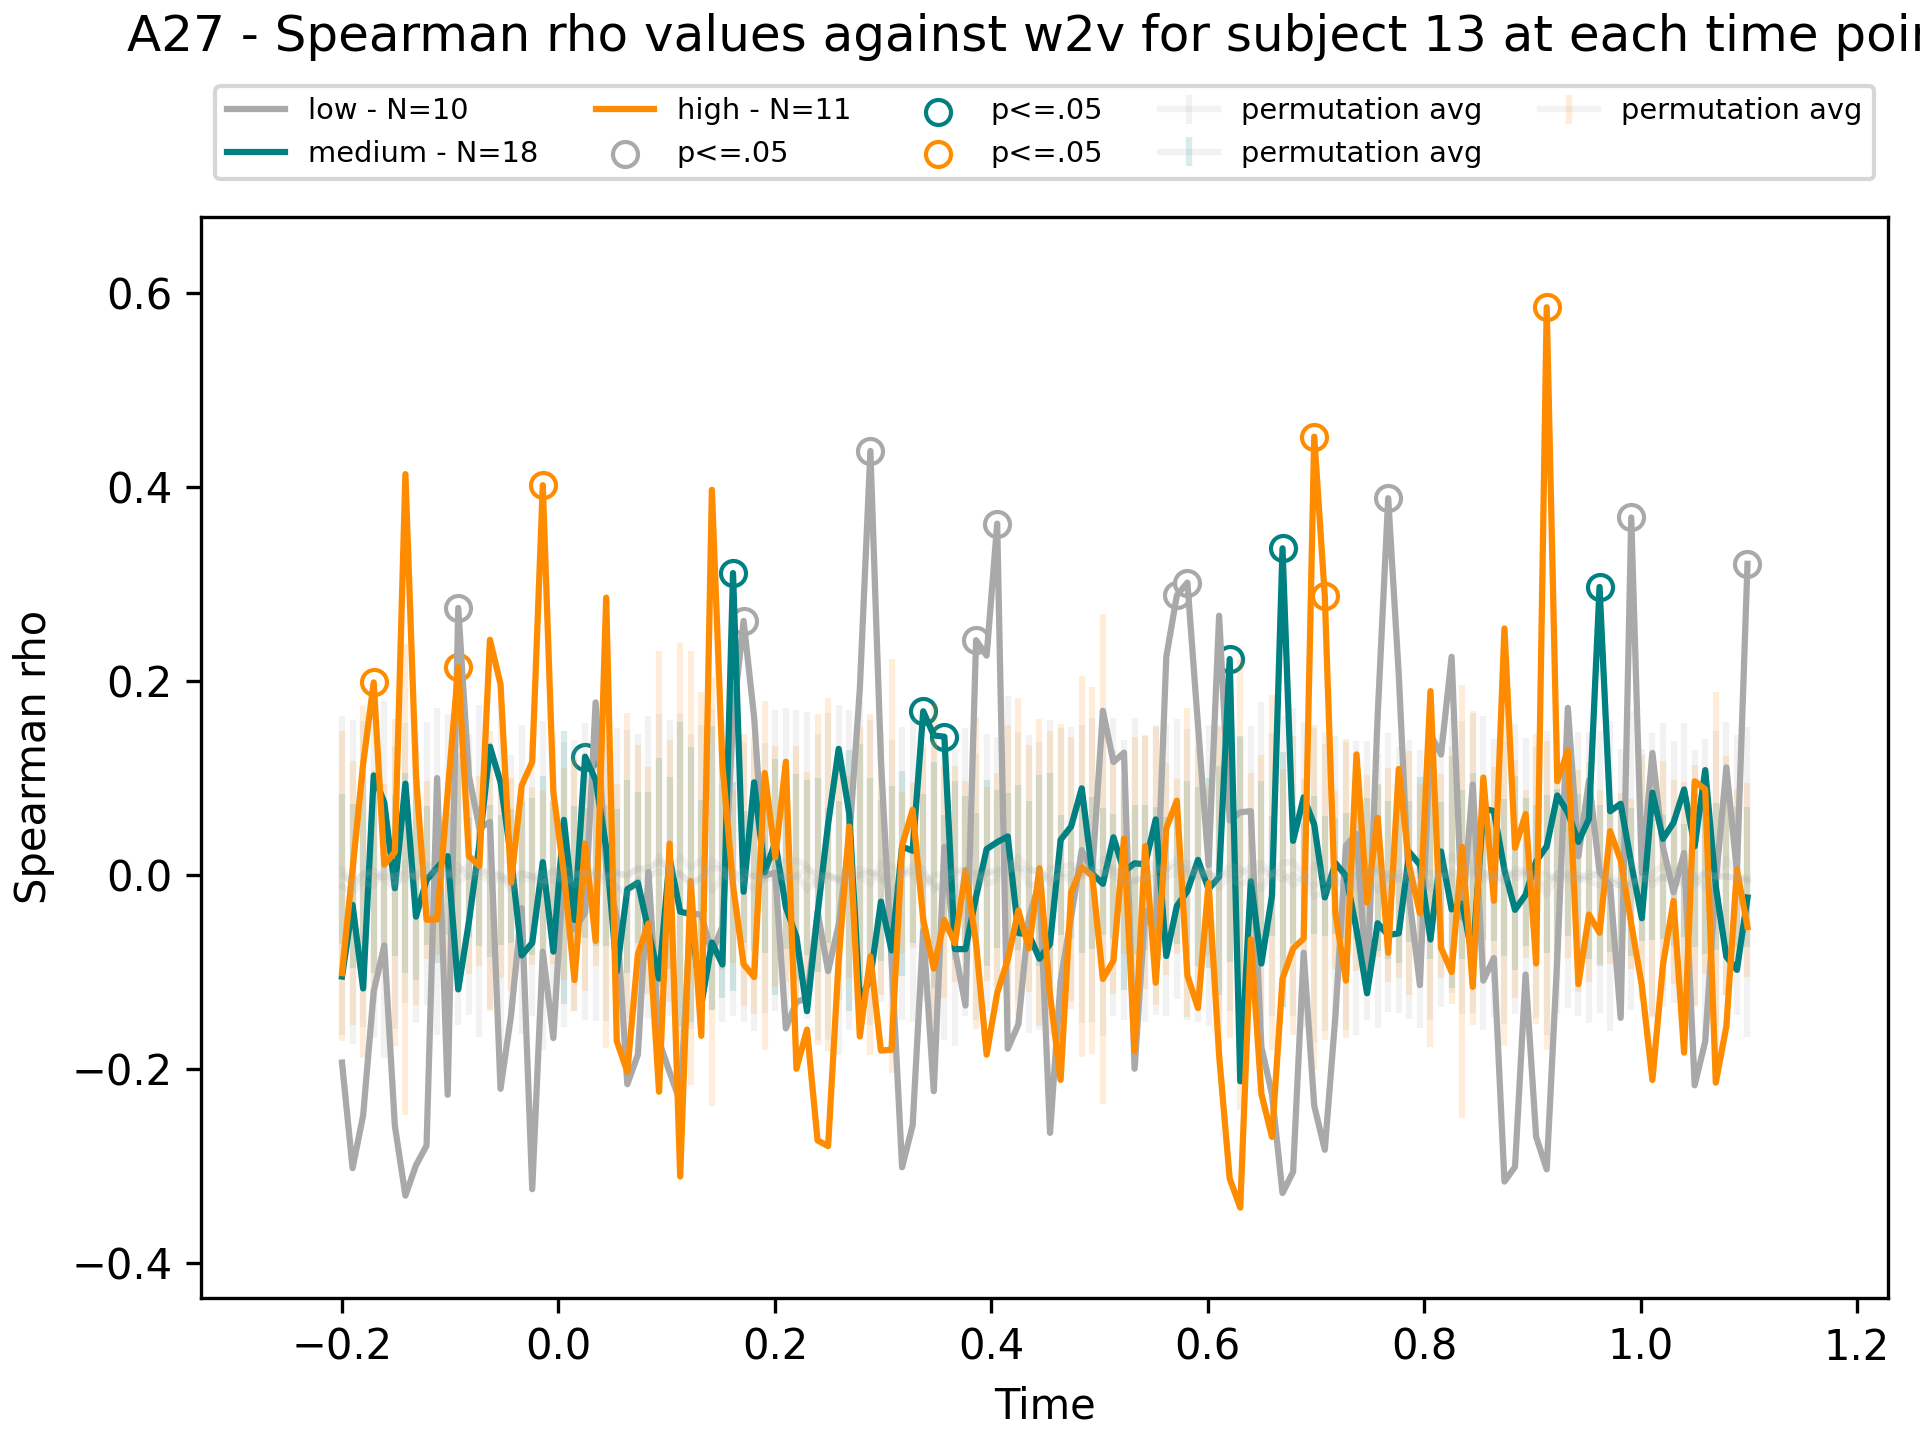 A27 - Spearman rho values against w2v for subject 13 at each time poi
low - N=10
medium - N=18
high - N=11
p<=.05
p<=.05
p<=.05
permutation avg
permutation avg
permutation avg
Spearman rho
0.6
0.4
0.2
0.0
−0.2
−0.4
−0.2
0.0
0.2
0.4
0.6
0.8
1.0
1.2
Time